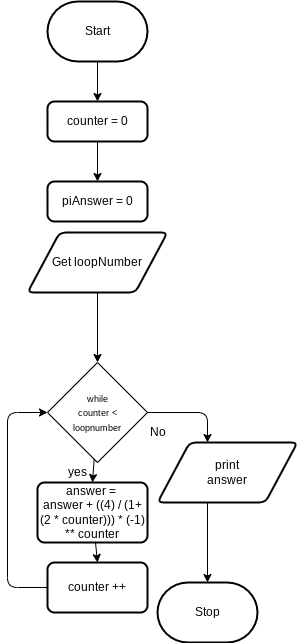 Start
counter = 0
piAnswer = 0
Get loopNumber
while
counter <
loopnumber
No
yes
print
answer
answer =
answer + ((4) / (1+
(2 * counter))) * (-1)
** counter
counter ++
Stop